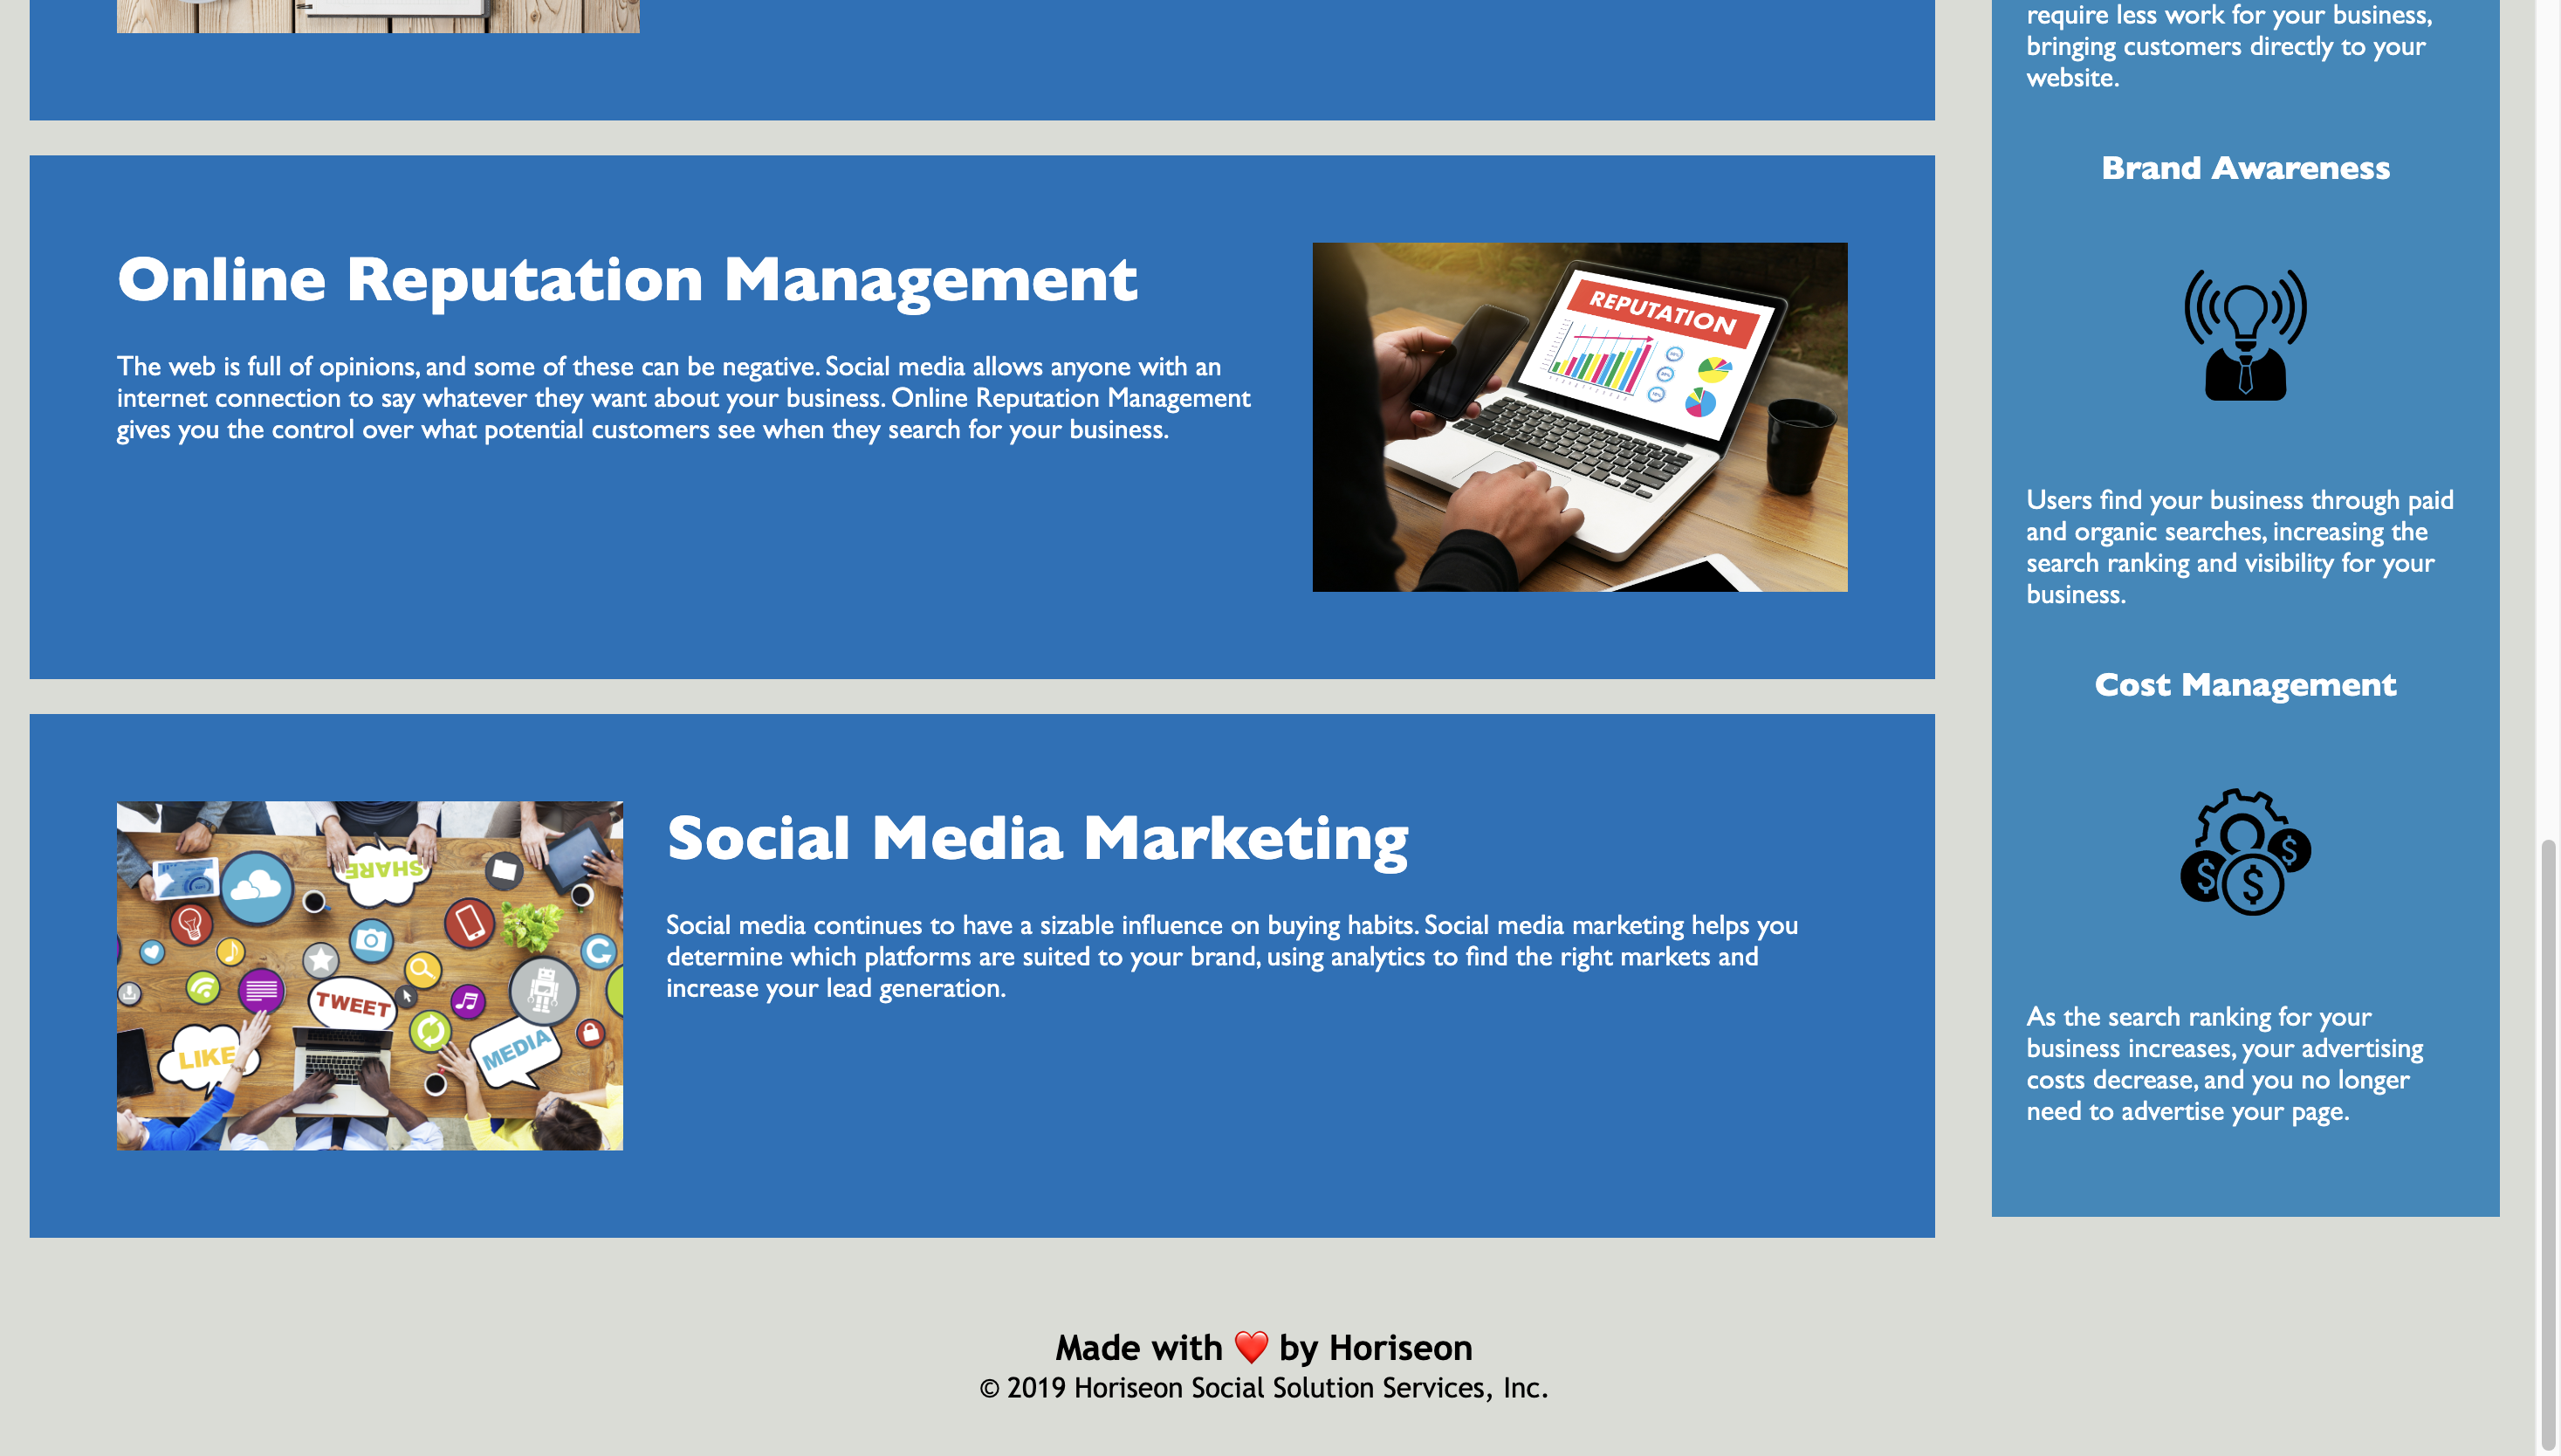 Online Reputation Management
The web is full of opinions, and some of these can be negative. Social media allows anyone with an
internet connection to say whatever they want about your business. Online Reputation Management
gives you the control over what potential customers see when they search for your business.
REPUTATION
SHARE
TWEET
LIKE
MEDIA
$
$
$
Social Media Marketing
Social media continues to have a sizable influence on buying habits. Social media marketing helps you
determine which platforms are suited to your brand, using analytics to find the right markets and
increase your lead generation.
require less work for your business,
bringing customers directly to your
website.
Brand Awareness
Users find your business through paid
and organic searches, increasing the
search ranking and visibility for your
business.
Cost Management
As the search ranking for your
business increases, your advertising
costs decrease, and you no longer
need to advertise your page.
Made with ❤️ by Horiseon
© 2019 Horiseon Social Solution Services, Inc.